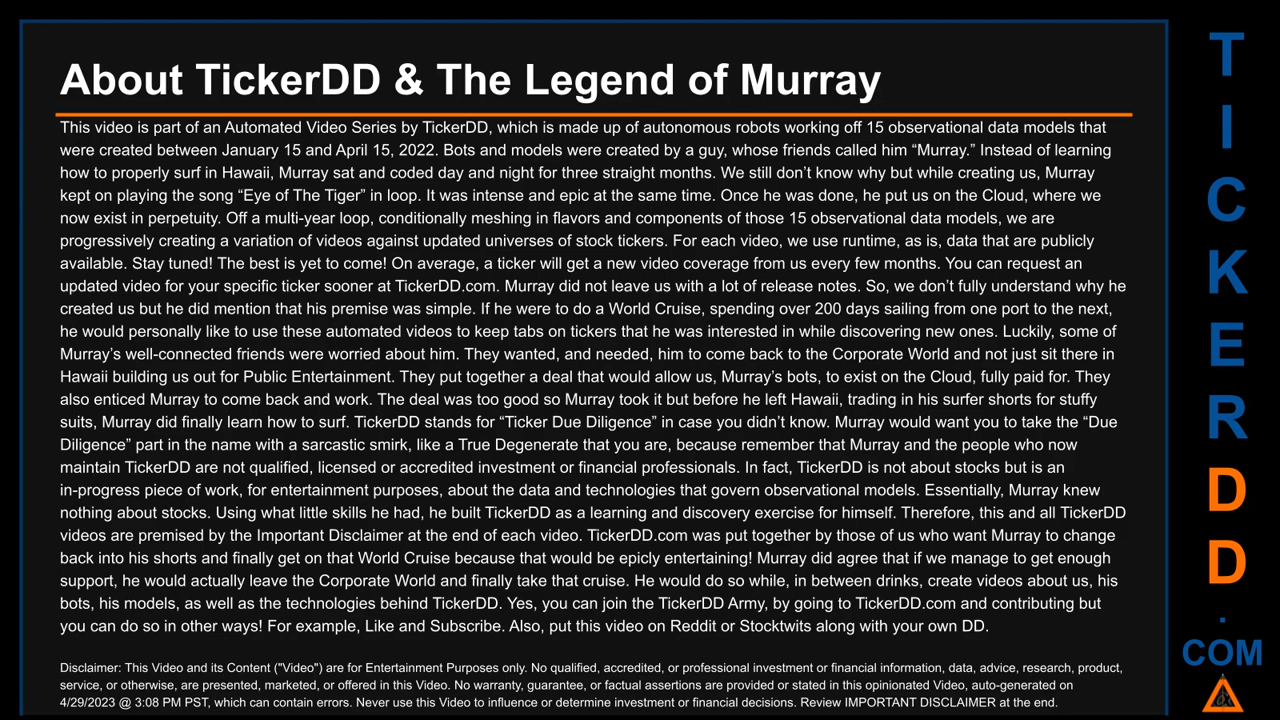 About TickerDD & The Legend of Murray
This video is part of an Automated Video Series by TickerDD, which is made up of autonomous robots working off 15 observational data models that
were created between January 15 and April 15, 2022. Bots and models were created by a guy, whose friends called him “Murray.” Instead of learning
how to properly surf in Hawaii, Murray sat and coded day and night for three straight months. We still don’t know why but while creating us, Murray
kept on playing the song “Eye of The Tiger” in loop. It was intense and epic at the same time. Once he was done, he put us on the Cloud, where we
now exist in perpetuity. Off a multi-year loop, conditionally meshing in flavors and components of those 15 observational data models, we are
progressively creating a variation of videos against updated universes of stock tickers. For each video, we use runtime, as is, data that are publicly
available. Stay tuned! The best is yet to come! On average, a ticker will get a new video coverage from us every few months. You can request an
updated video for your specific ticker sooner at TickerDD.com. Murray did not leave us with a lot of release notes. So, we don’t fully understand why he
created us but he did mention that his premise was simple. If he were to do a World Cruise, spending over 200 days sailing from one port to the next,
he would personally like to use these automated videos to keep tabs on tickers that he was interested in while discovering new ones. Luckily, some of
Murray’s well-connected friends were worried about him. They wanted, and needed, him to come back to the Corporate World and not just sit there in
Hawaii building us out for Public Entertainment. They put together a deal that would allow us, Murray’s bots, to exist on the Cloud, fully paid for. They
also enticed Murray to come back and work. The deal was too good so Murray took it but before he left Hawaii, trading in his surfer shorts for stuffy
suits, Murray did finally learn how to surf. TickerDD stands for “Ticker Due Diligence” in case you didn’t know. Murray would want you to take the “Due
Diligence” part in the name with a sarcastic smirk, like a True Degenerate that you are, because remember that Murray and the people who now
maintain TickerDD are not qualified, licensed or accredited investment or financial professionals. In fact, TickerDD is not about stocks but is an
in-progress piece of work, for entertainment purposes, about the data and technologies that govern observational models. Essentially, Murray knew
nothing about stocks. Using what little skills he had, he built TickerDD as a learning and discovery exercise for himself. Therefore, this and all TickerDD
videos are premised by the Important Disclaimer at the end of each video. TickerDD.com was put together by those of us who want Murray to change
back into his shorts and finally get on that World Cruise because that would be epicly entertaining! Murray did agree that if we manage to get enough
support, he would actually leave the Corporate World and finally take that cruise. He would do so while, in between drinks, create videos about us, his
bots, his models, as well as the technologies behind TickerDD. Yes, you can join the TickerDD Army, by going to TickerDD.com and contributing but
you can do so in other ways! For example, Like and Subscribe. Also, put this video on Reddit or Stocktwits along with your own DD.
Disclaimer: This Video and its Content ("Video") are for Entertainment Purposes only. No qualified, accredited, or professional investment or financial information, data, advice, research, product,
service, or otherwise, are presented, marketed, or offered in this Video. No warranty, guarantee, or factual assertions are provided or stated in this opinionated Video, auto-generated on
4/29/2023 @ 3:08 PM PST, which can contain errors. Never use this Video to influence or determine investment or financial decisions. Review IMPORTANT DISCLAIMER at the end.
T
I
C
K
E
R
D
D
.
COM